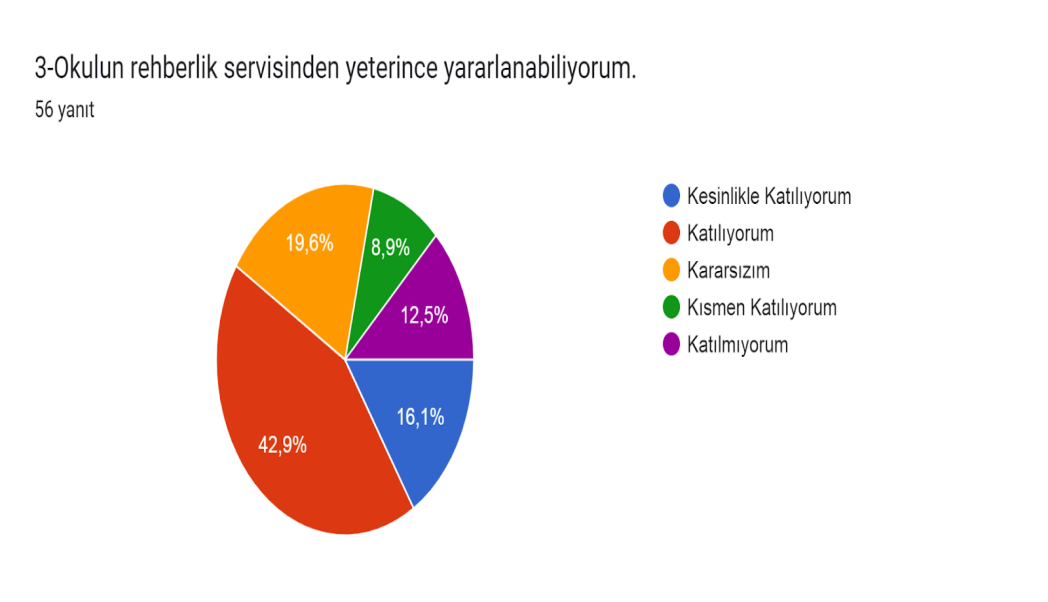 3-Okulun rehberlik servisinden yeterince yararlanabiliyorum.
56 yanıt
Kesinlikle Katılıyorum
Katılıyorum
Kararsızım
Kısmen Katılıyorum
Katılmıyorum
19,6%
8,9%
12,5%
16,1%
42,9%